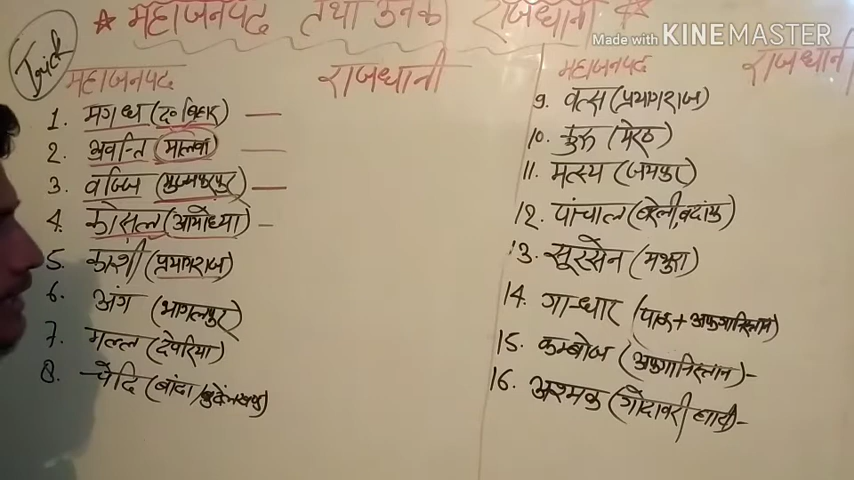 * महाजनपद तथा उनके राजधानी *
Made with KINEMASTER
Trick
महाजनपद राजधानी
1. मगध (द० बिहार) —
2. अवन्ति (मालवा) —
3. वज्जि (मुजफ्फरपुर) —
4. कोसल (अयोध्या) -
5. काशी (प्रयागराज)
6. अंग (भागलपुर)
7. मल्ल (देवरिया)
8. चेदि (बांदा/बुंदेलखण्ड)
महाजनपद राजधानी
9. वत्स (प्रयागराज)
10. कुरू (मेरठ)
11. मत्स्य (जयपुर)
12. पांचाल (बरेली, बदांयू)
13. सूरसेन (मथुरा)
14. गान्धार (पाक + अफगानिस्तान)
15. कम्बोज (अफगानिस्तान) -
16. अश्मक (गोदावरी घाटी) -